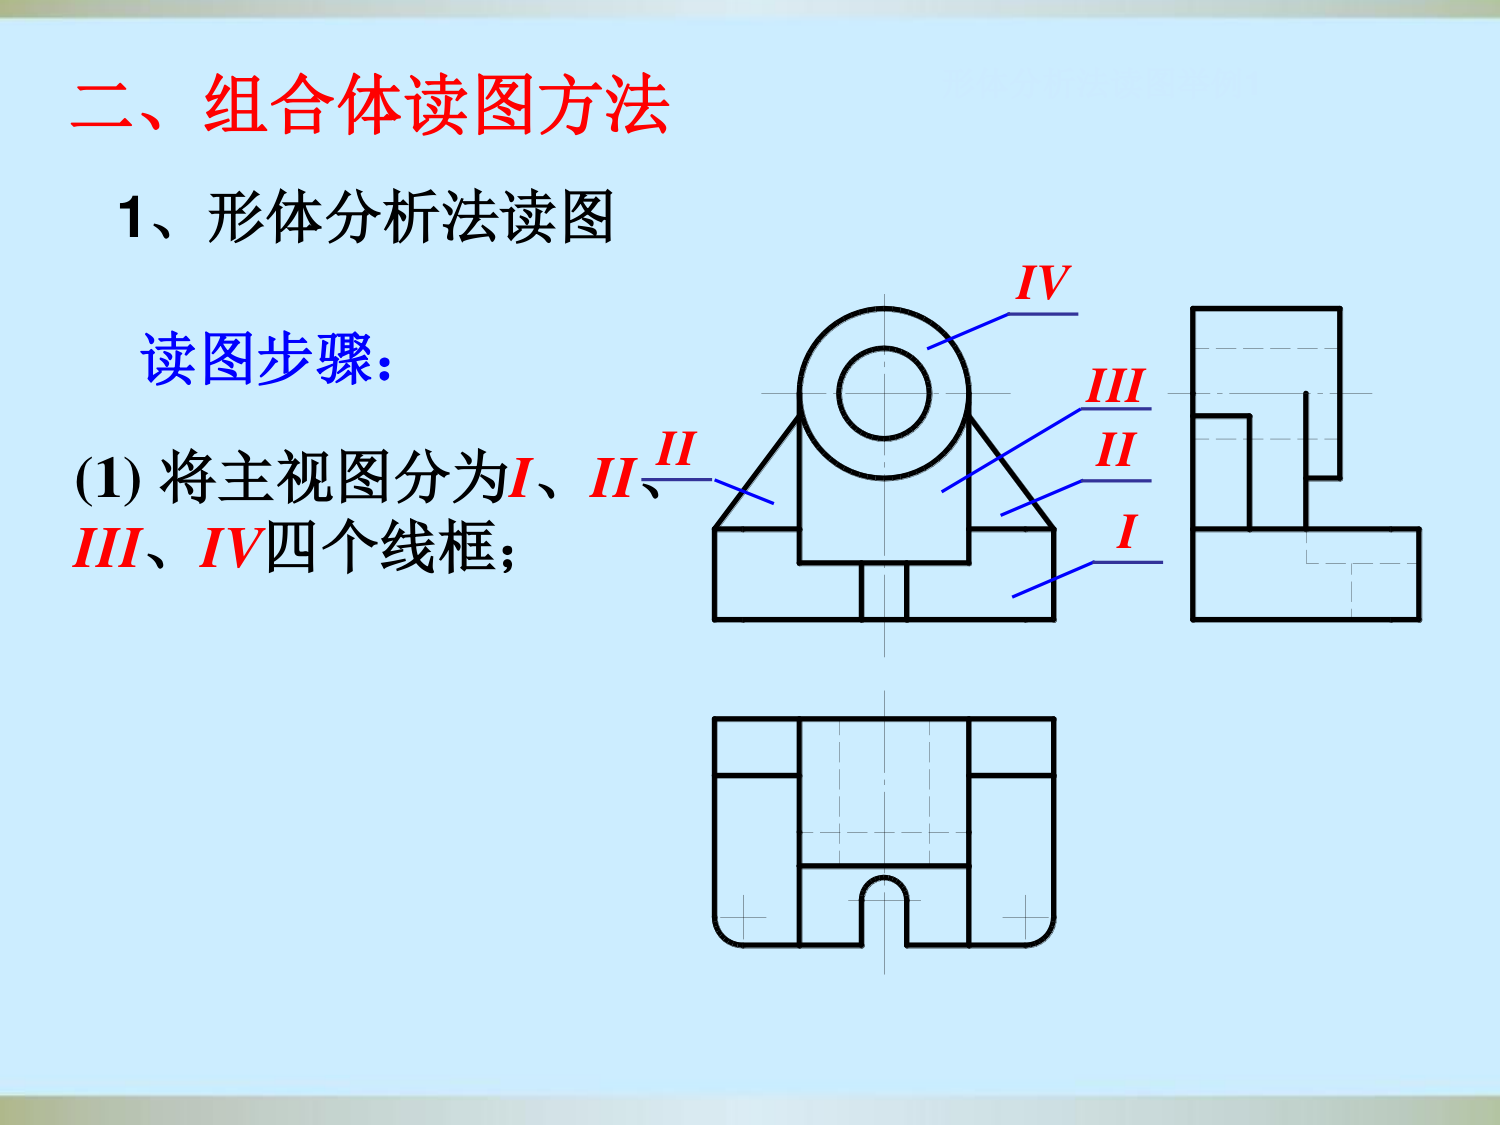 二、组合体读图方法
1、形体分析法读图
读图步骤：
(1) 将主视图分为I、II、
III、IV四个线框；
IV
III
II
II
I